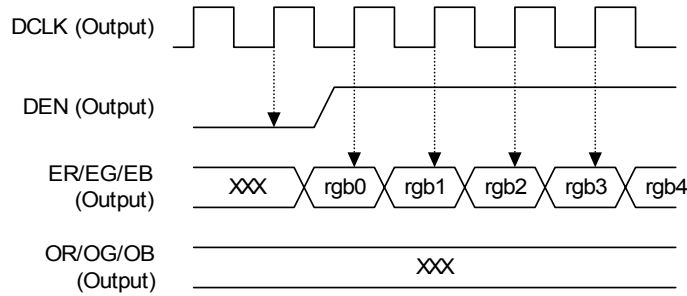 DCLK (Output)
DEN (Output)
ER/EG/EB XXX rgb0 rgb1 rgb2 rgb3 rgb4
(Output)
OR/OG/OB XXX
(Output)